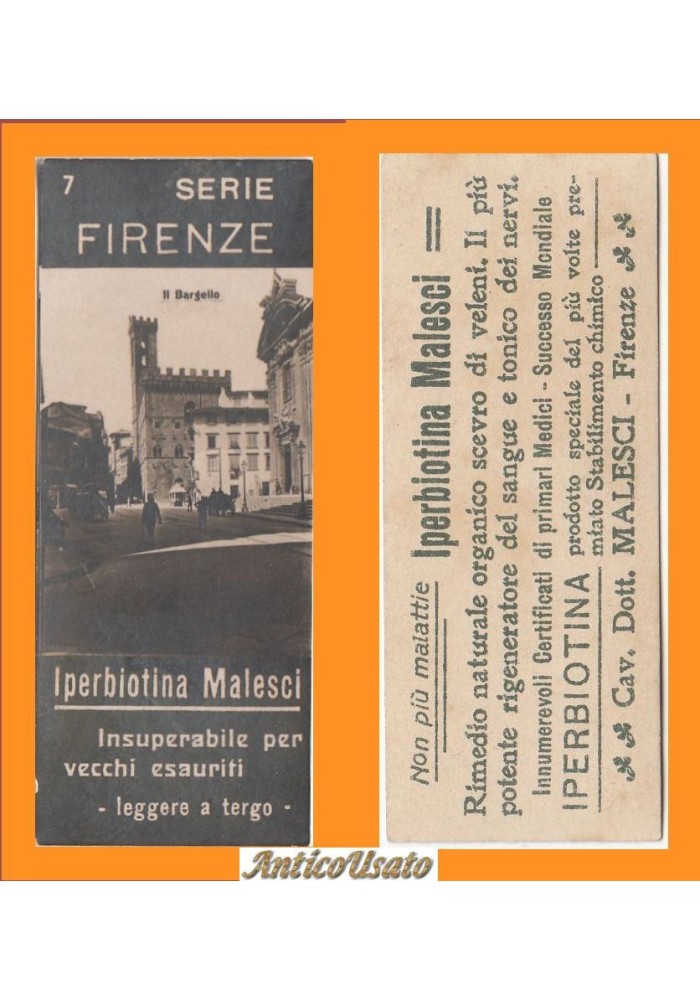 7 SERIE
FIRENZE
Il Bargello
Iperbiotina Malesci
Insuperabile per
vecchi esauriti
- leggere a tergo -
Non più malattie Iperbiotina Malesci =
Rimedio naturale organico scevro di veleni. Il più
potente rigeneratore del sangue e tonico dei nervi.
Innumerevoli Certificati di primari Medici - Successo Mondiale
IPERBIOTINA prodotto speciale del più volte pre-
miato Stabilimento chimico
Cav. Dott. MALESCI - Firenze
AnticoUsato